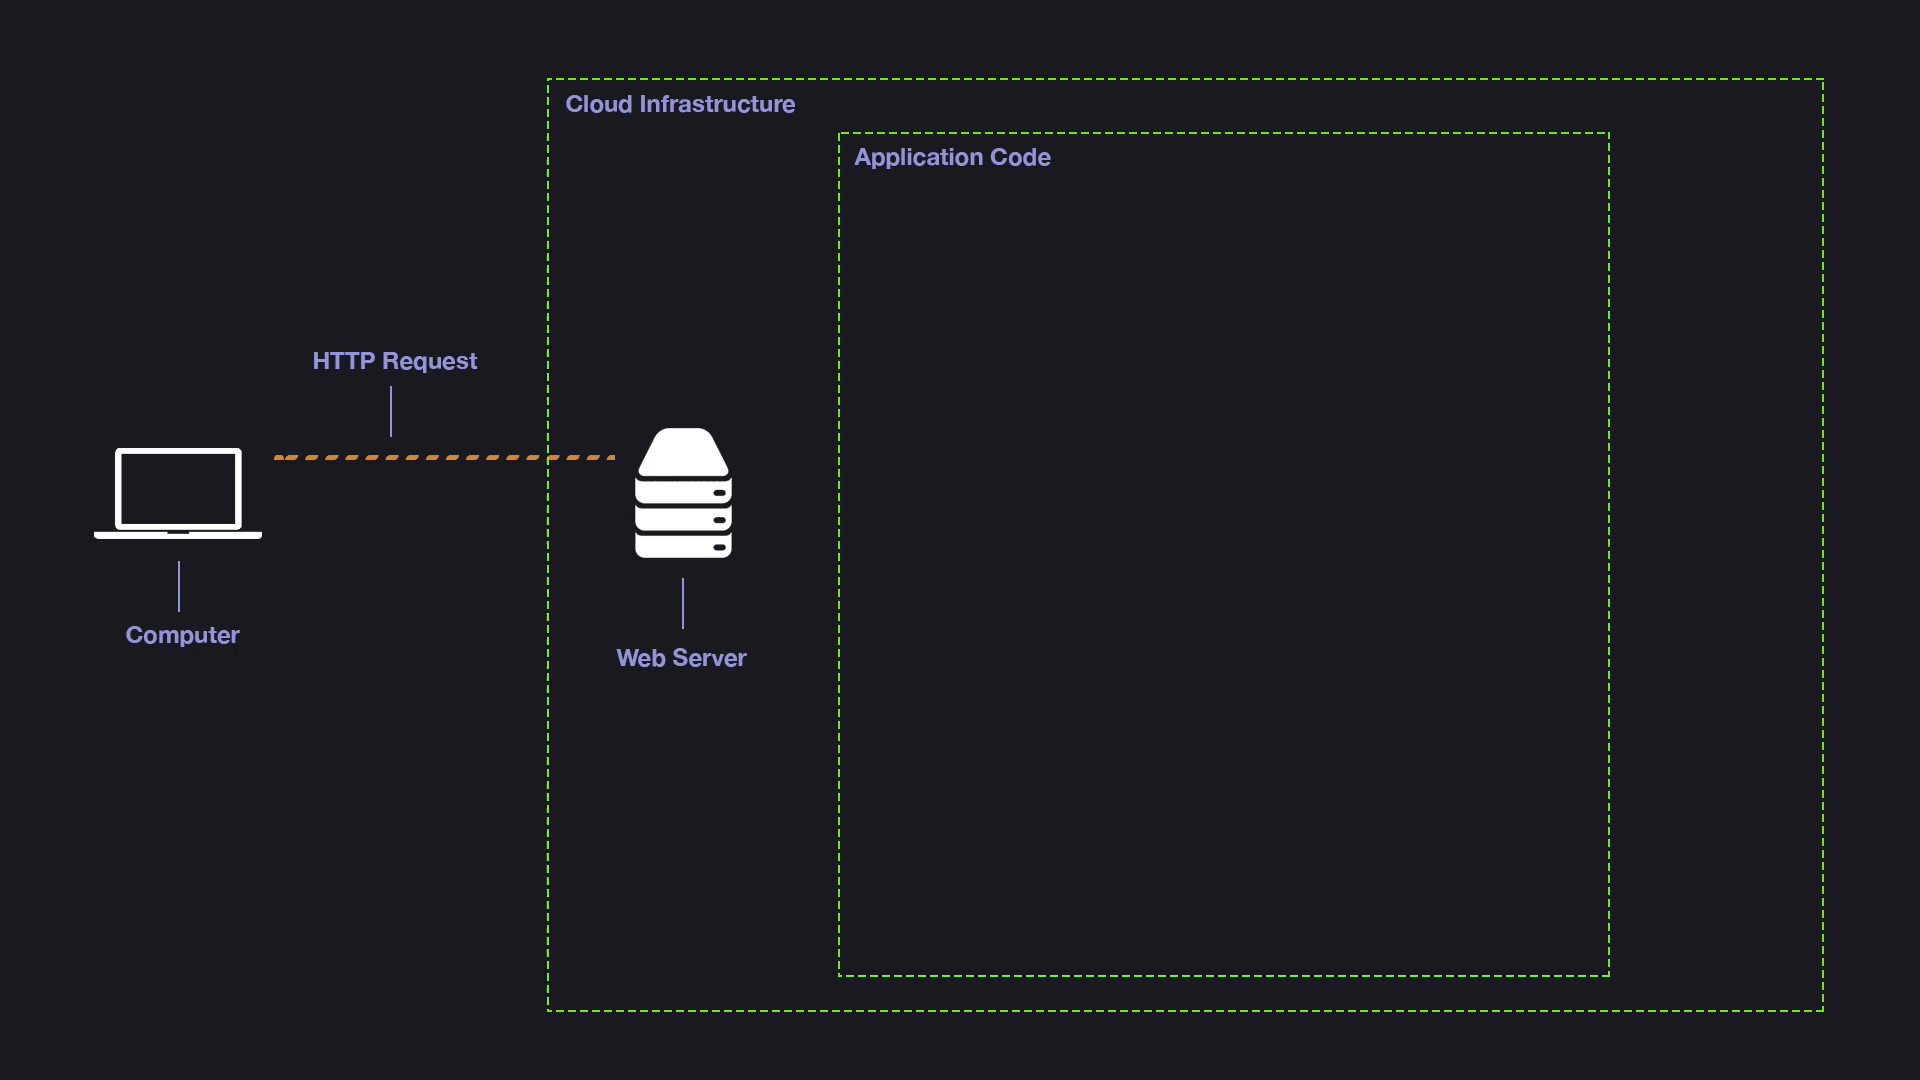 Cloud Infrastructure
Application Code
HTTP Request
Computer
Web Server